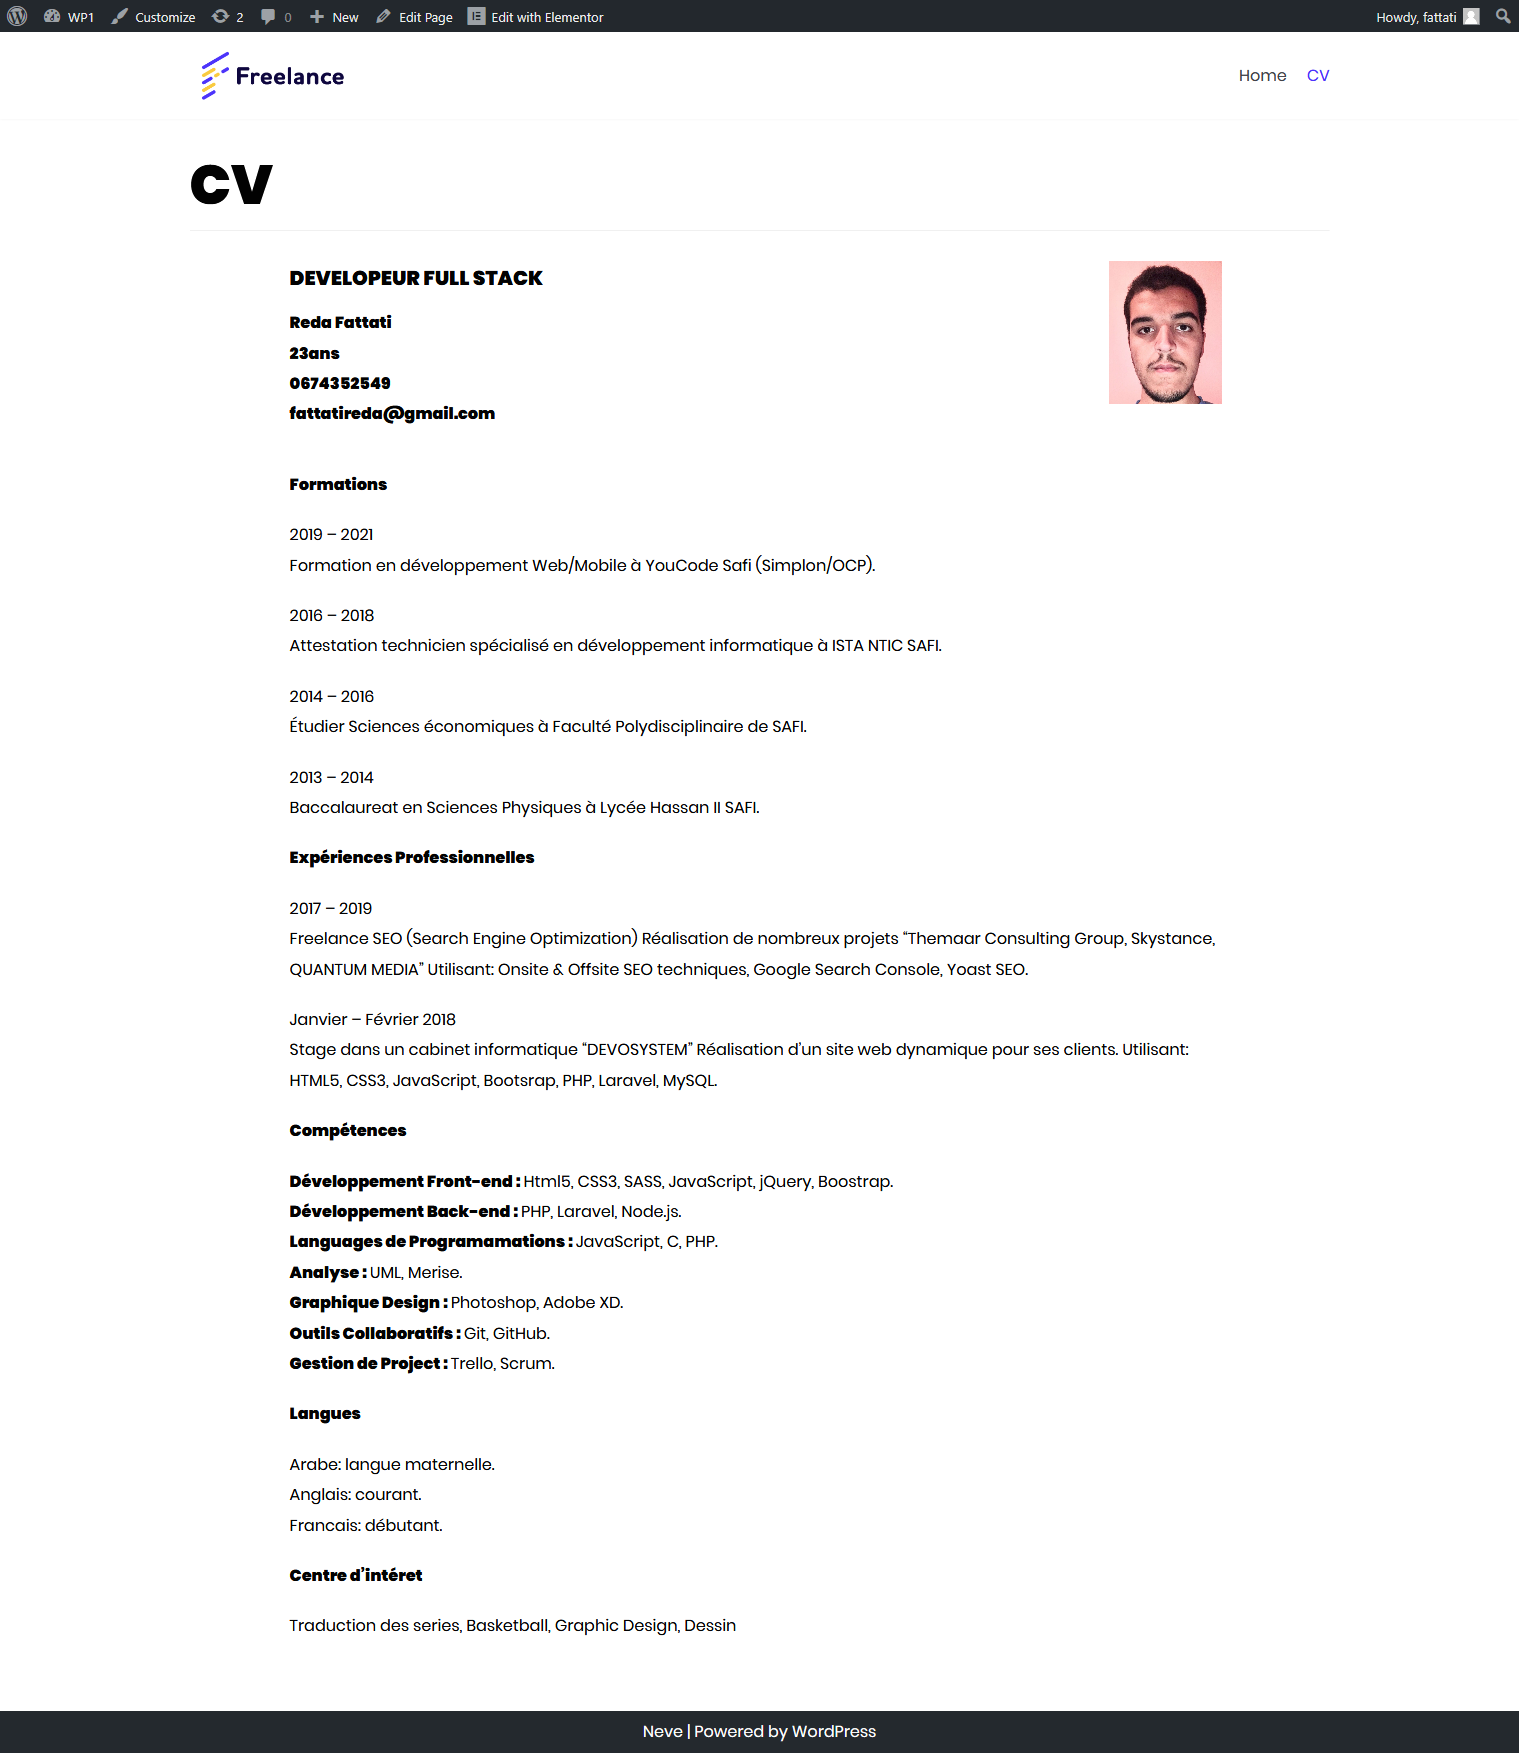 WP1 Customize 2 0 New Edit Page Edit with Elementor Howdy, fattati
Freelance Home CV
CV
DEVELOPEUR FULL STACK
Reda Fattati
23ans
0674352549
fattatireda@gmail.com
Formations
2019 – 2021
Formation en développement Web/Mobile à YouCode Safi (Simplon/OCP).
2016 – 2018
Attestation technicien spécialisé en développement informatique à ISTA NTIC SAFI.
2014 – 2016
Étudier Sciences économiques à Faculté Polydisciplinaire de SAFI.
2013 – 2014
Baccalaureat en Sciences Physiques à Lycée Hassan II SAFI.
Expériences Professionnelles
2017 – 2019
Freelance SEO (Search Engine Optimization) Réalisation de nombreux projets “Themaar Consulting Group, Skystance,
QUANTUM MEDIA” Utilisant: Onsite & Offsite SEO techniques, Google Search Console, Yoast SEO.
Janvier – Février 2018
Stage dans un cabinet informatique “DEVOSYSTEM” Réalisation d’un site web dynamique pour ses clients. Utilisant:
HTML5, CSS3, JavaScript, Bootsrap, PHP, Laravel, MySQL.
Compétences
Développement Front-end : Html5, CSS3, SASS, JavaScript, jQuery, Boostrap.
Développement Back-end : PHP, Laravel, Node.js.
Languages de Programamations : JavaScript, C, PHP.
Analyse : UML, Merise.
Graphique Design : Photoshop, Adobe XD.
Outils Collaboratifs : Git, GitHub.
Gestion de Project : Trello, Scrum.
Langues
Arabe: langue maternelle.
Anglais: courant.
Francais: débutant.
Centre d’intéret
Traduction des series, Basketball, Graphic Design, Dessin
Neve | Powered by WordPress